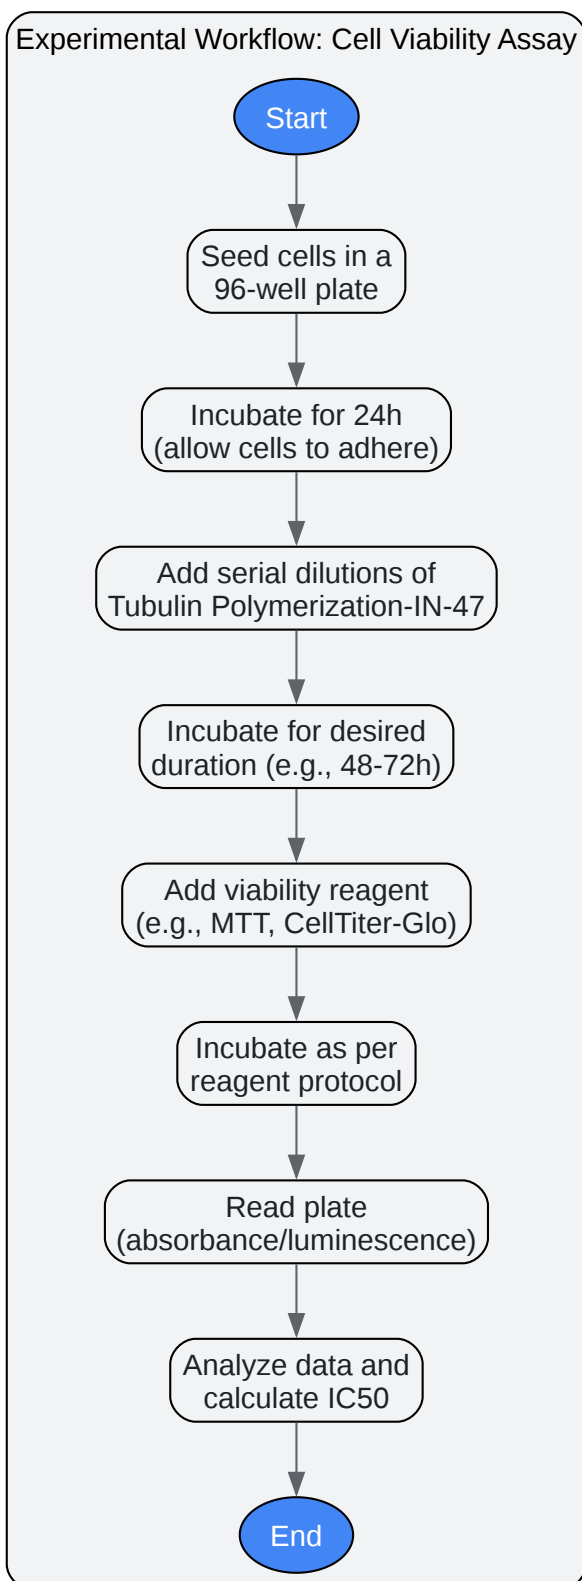 Experimental Workflow: Cell Viability Assay
Start
Seed cells in a
96-well plate
Incubate for 24h
(allow cells to adhere)
Add serial dilutions of
Tubulin Polymerization-IN-47
Incubate for desired
duration (e.g., 48-72h)
Add viability reagent
(e.g., MTT, CellTiter-Glo)
Incubate as per
reagent protocol
Read plate
(absorbance/luminescence)
Analyze data and
calculate IC50
End